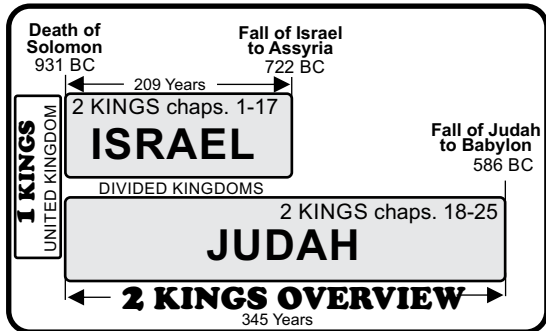 Death of
Solomon
931 BC
Fall of Israel
to Assyria
722 BC
209 Years
2 KINGS chaps. 1-17
ISRAEL
1 KINGS
UNITED KINGDOM
Fall of Judah
to Babylon
586 BC
DIVIDED KINGDOMS
2 KINGS chaps. 18-25
JUDAH
2 KINGS OVERVIEW
345 Years